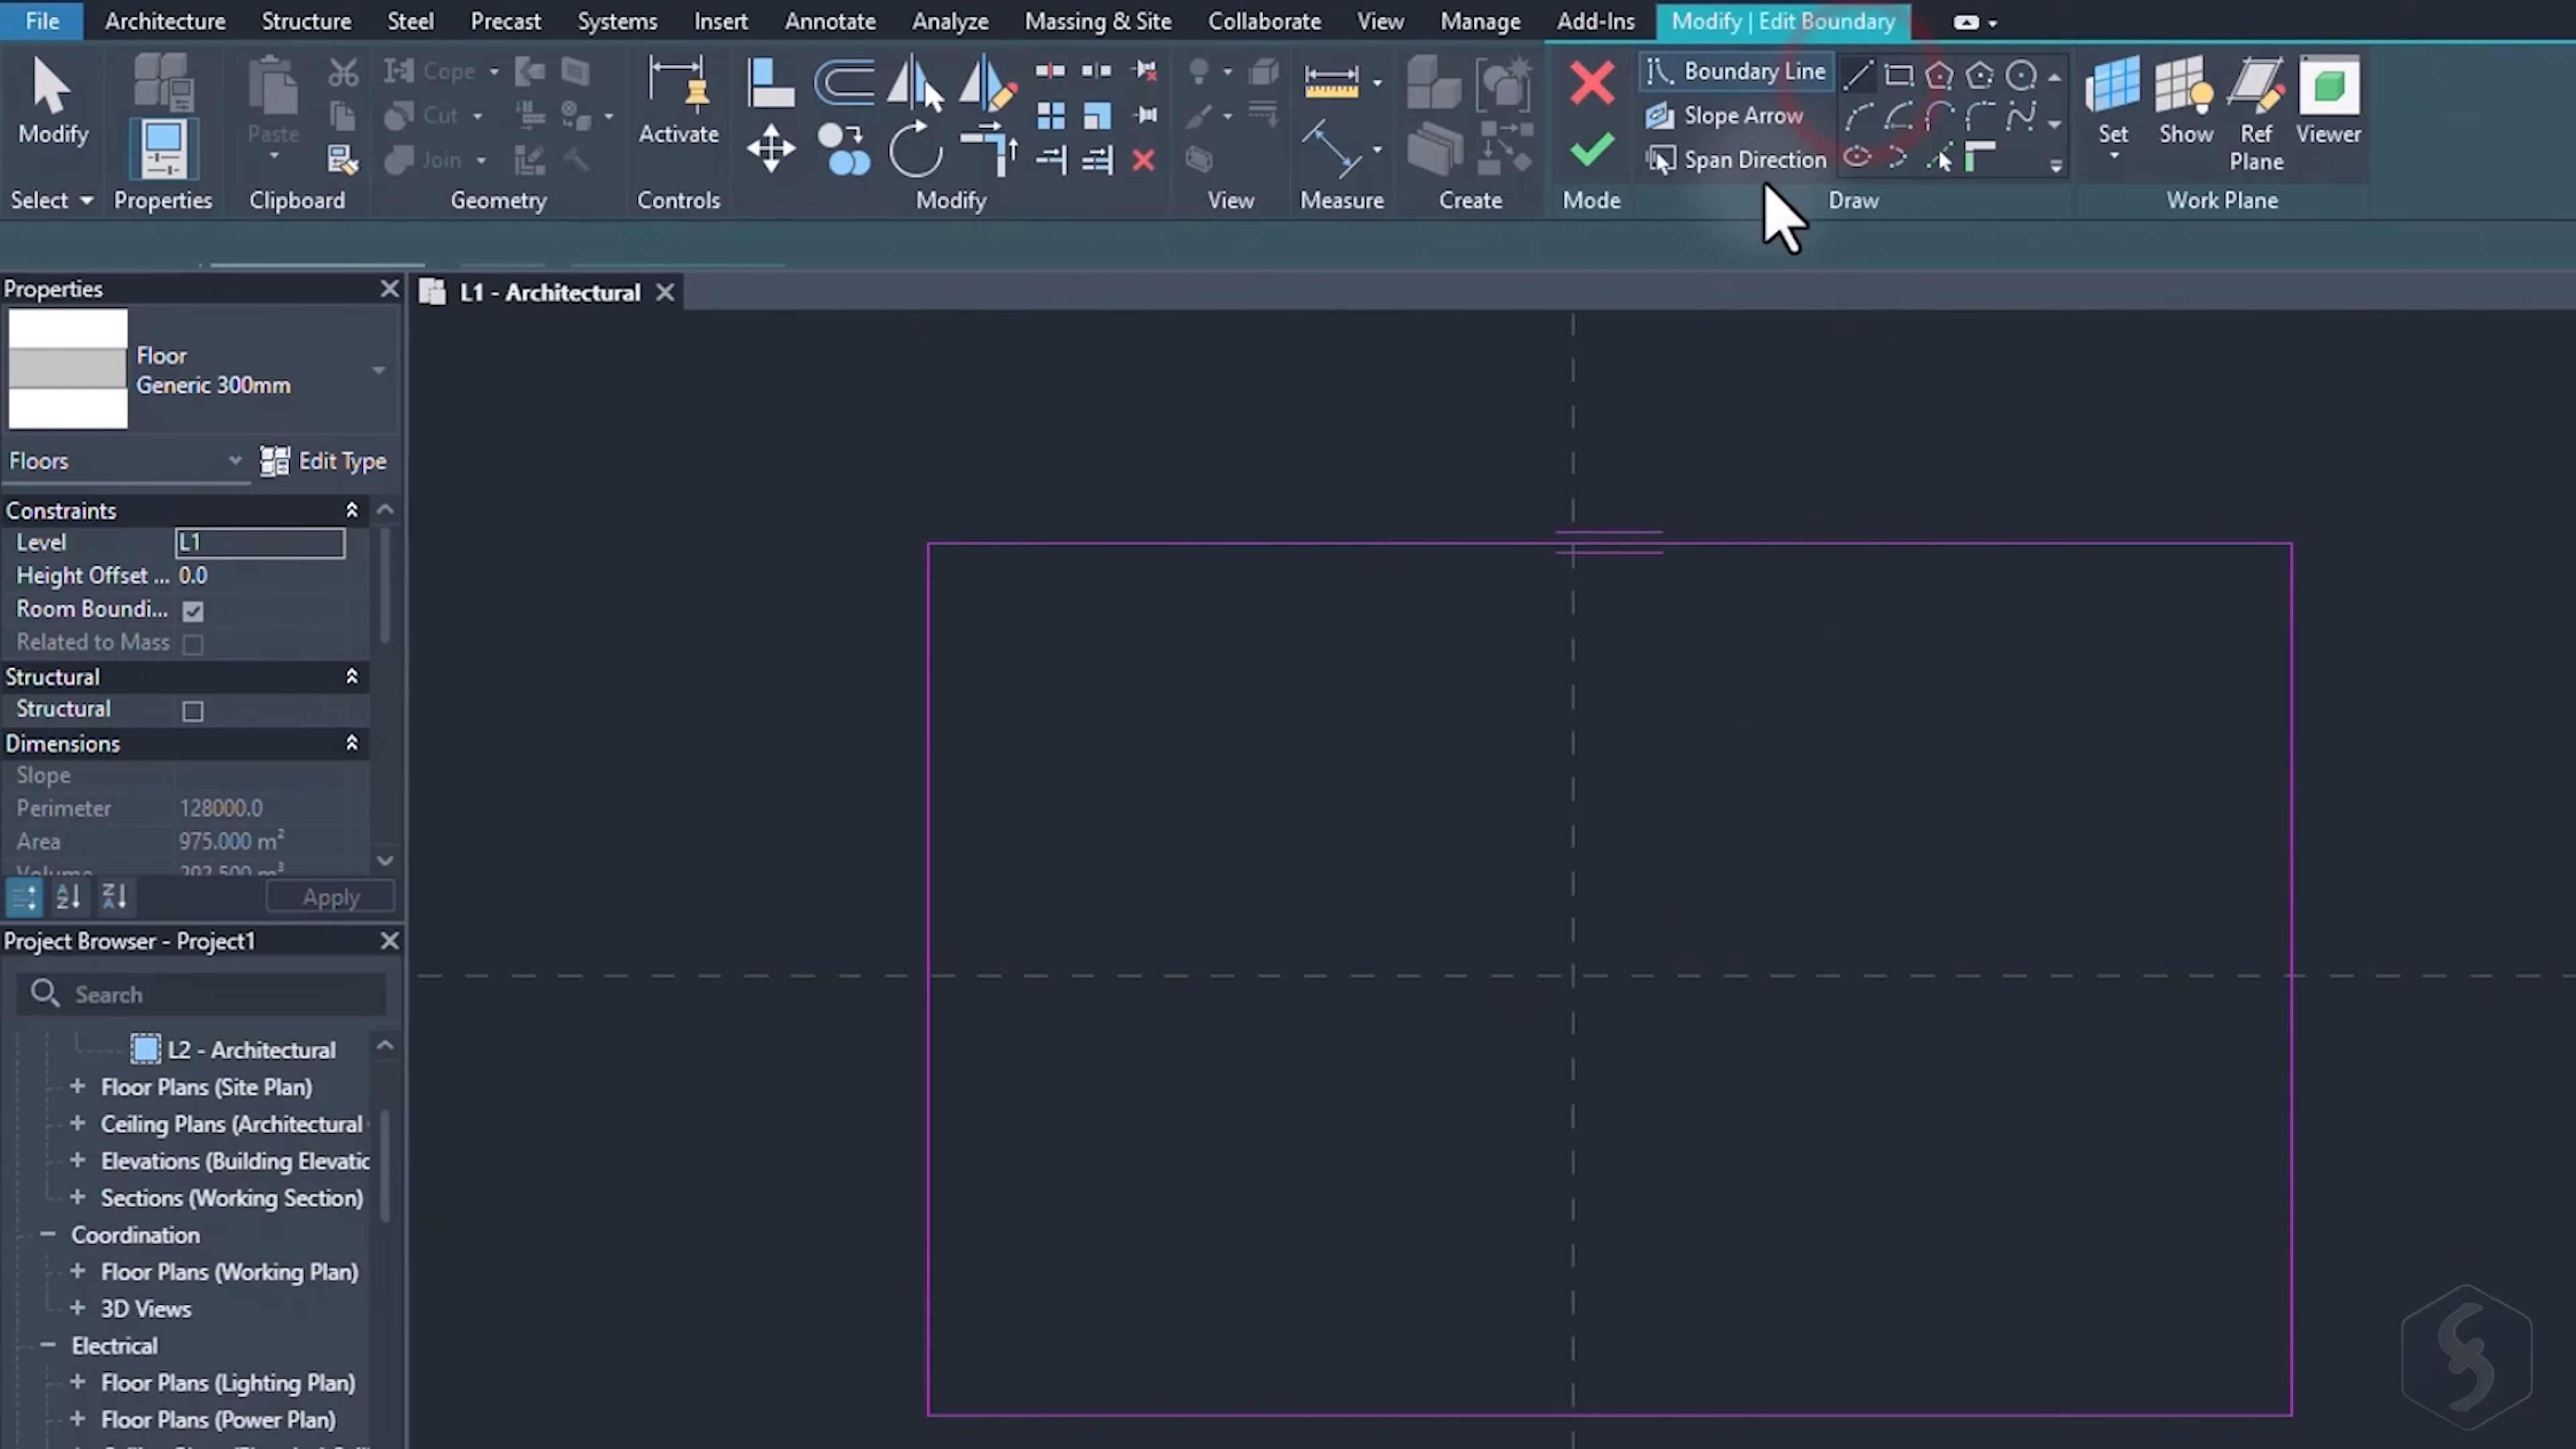 File Architecture Structure Steel Precast Systems Insert Annotate Analyze Massing & Site Collaborate View Manage Add-Ins Modify | Edit Boundary
Cope Boundary Line
Cut Slope Arrow
Modify Paste Activate Set Show Ref Plane Viewer
Join Span Direction
Select Properties Clipboard Geometry Controls Modify View Measure Create Mode Draw Work Plane
Properties
L1 - Architectural
Floor
Generic 300mm
Floors Edit Type
Constraints
Level L1
Height Offset ... 0.0
Room Boundi...
Related to Mass
Structural
Structural
Dimensions
Slope
Perimeter 128000.0
Area 975.000 m²
Volume 292.500 m³
Apply
Project Browser - Project1
Search
L2 - Architectural
Floor Plans (Site Plan)
Ceiling Plans (Architectural
Elevations (Building Elevatic
Sections (Working Section)
Coordination
Floor Plans (Working Plan)
3D Views
Electrical
Floor Plans (Lighting Plan)
Floor Plans (Power Plan)